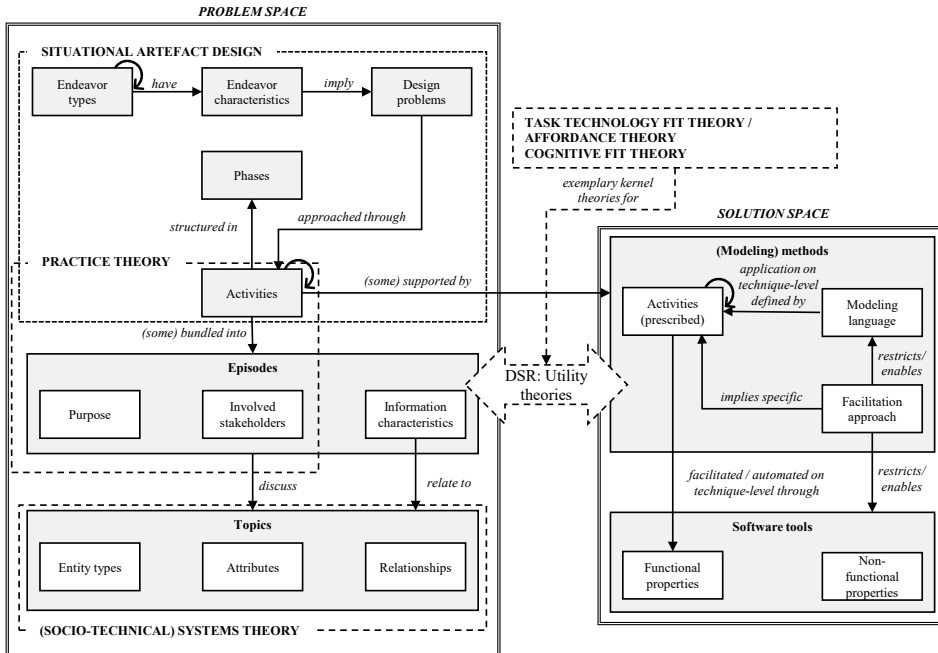 PROBLEM SPACE
SITUATIONAL ARTEFACT DESIGN
Endeavor
types
have
Endeavor
characteristics
imply
Design
problems
Phases
structured in
approached through
PRACTICE THEORY
Activities
(some) supported by
(some) bundled into
Episodes
Purpose
Involved
stakeholders
Information
characteristics
discuss
relate to
Topics
Entity types
Attributes
Relationships
(SOCIO-TECHNICAL) SYSTEMS THEORY
TASK TECHNOLOGY FIT THEORY /
AFFORDANCE THEORY
COGNITIVE FIT THEORY
exemplary kernel
theories for
DSR: Utility
theories
SOLUTION SPACE
(Modeling) methods
Activities
(prescribed)
application on
technique-level
defined by
Modeling
language
restricts/
enables
implies specific
Facilitation
approach
facilitated / automated on
technique-level through
restricts/
enables
Software tools
Functional
properties
Non-
functional
properties